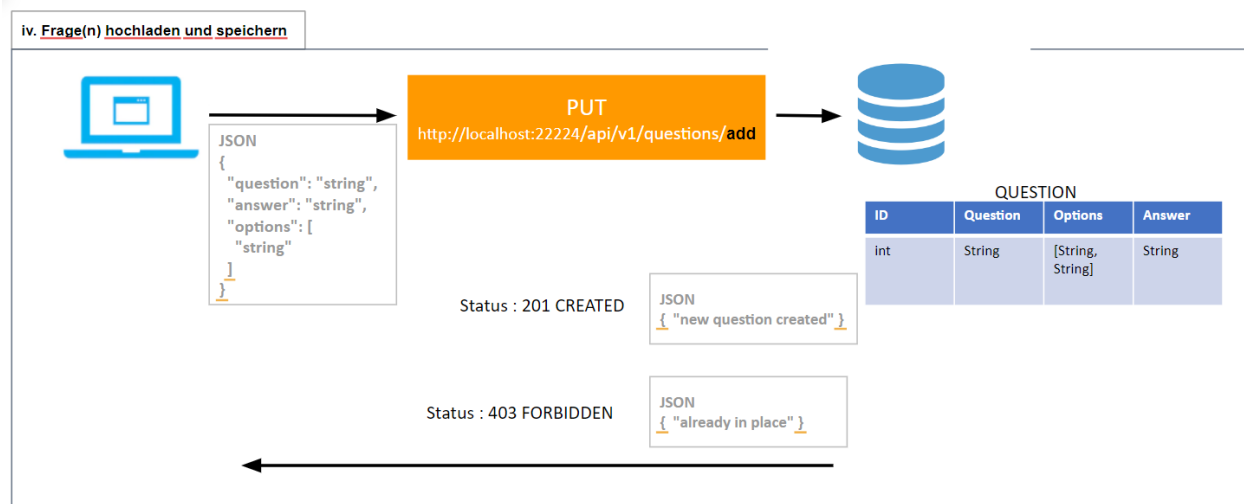 iv. Frage(n) hochladen und speichern
PUT
http://localhost:22224/api/v1/questions/add
JSON
{
"question": "string",
"answer": "string",
"options": [
"string"
]
}
QUESTION
ID Question Options Answer
int String [String, String
String]
Status : 201 CREATED
JSON
{ "new question created" }
Status : 403 FORBIDDEN
JSON
{ "already in place" }